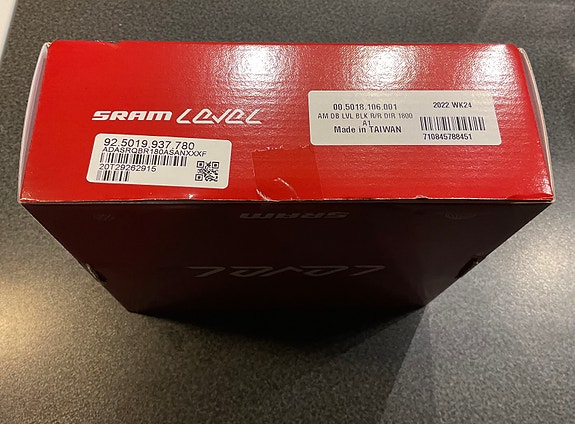 SRAM LEVEL
00.5018.106.001
2022 WK24
AM DB LVL BLK R/R DIR 1800
A1
Made in TAIWAN
710845788451
92.5019.937.780
ADASRQBR180ASANXXXF
20T29262915
SRAM
LEVEL